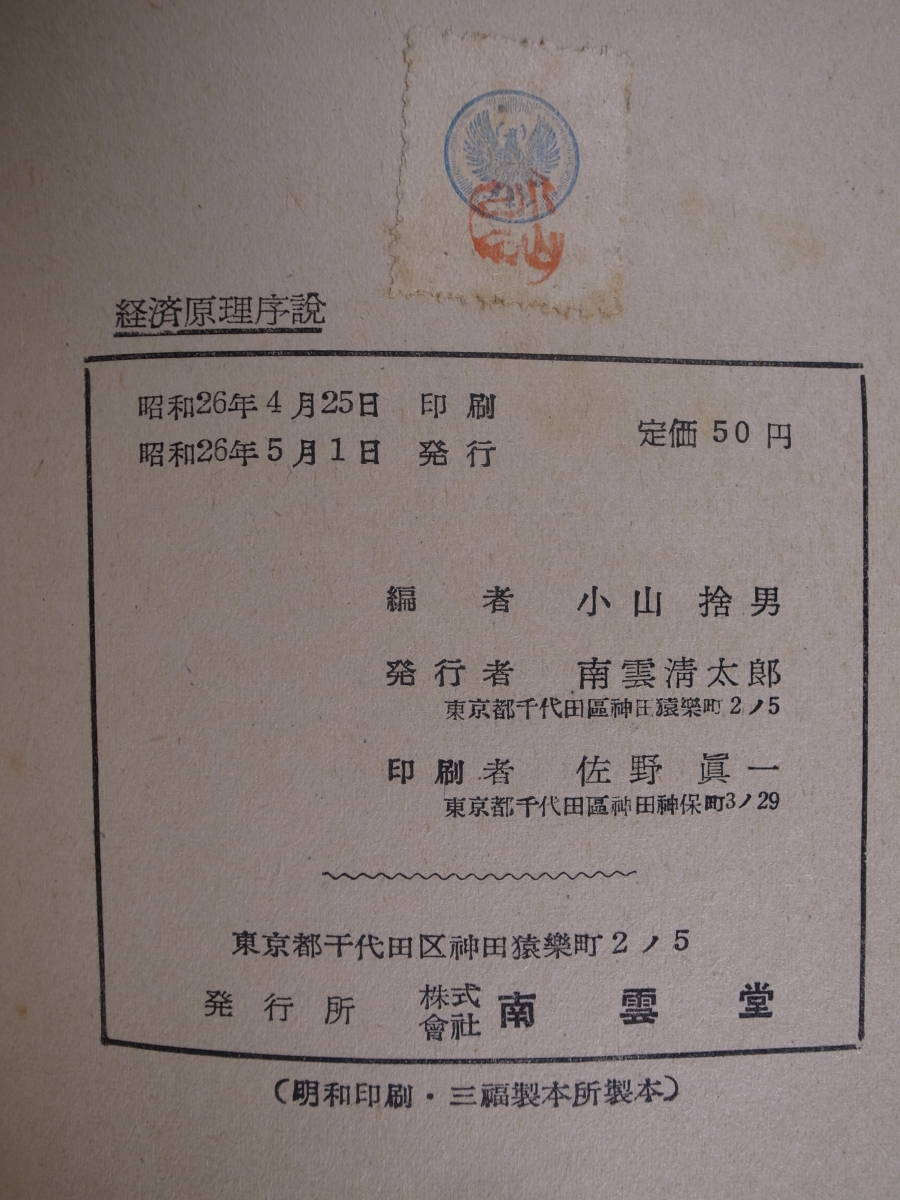 小山
経済原理序說
昭和26年4月25日 印刷
昭和26年5月1日 発行
定価 50 円
編者 小山捨男
発行者 南雲清太郎
東京都千代田區神田猿樂町2ノ5
印刷者 佐野眞一
東京都千代田區神田神保町3ノ29
東京都千代田区神田猿樂町2ノ5
発行所 株式會社 南雲堂
(明和印刷・三福製本所製本)